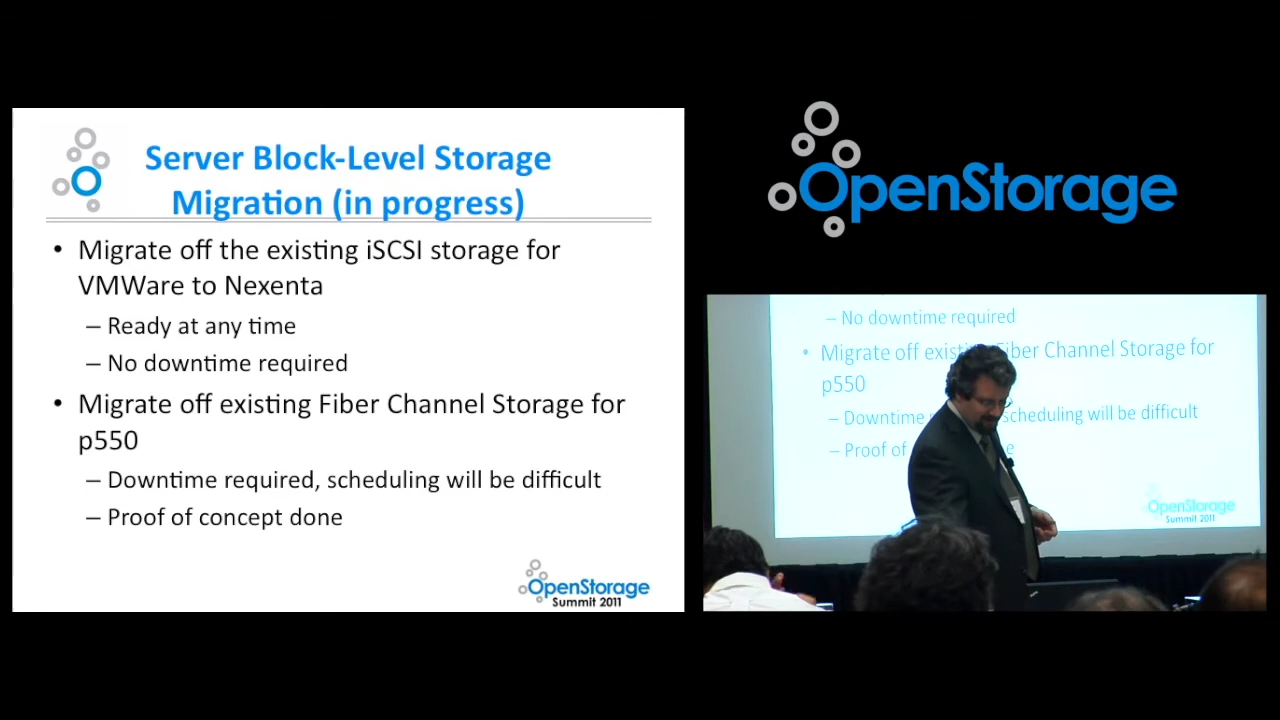 Server Block-Level Storage
Migration (in progress)
• Migrate off the existing iSCSI storage for
VMWare to Nexenta
– Ready at any time
– No downtime required
• Migrate off existing Fiber Channel Storage for
p550
– Downtime required, scheduling will be difficult
– Proof of concept done
OpenStorage
Summit 2011
OpenStorage
– No downtime required
• Migrate off exis Fiber Channel Storage for
p550
– Downtime scheduling will be difficult
– Proof of
OpenStorage
Summit 2011